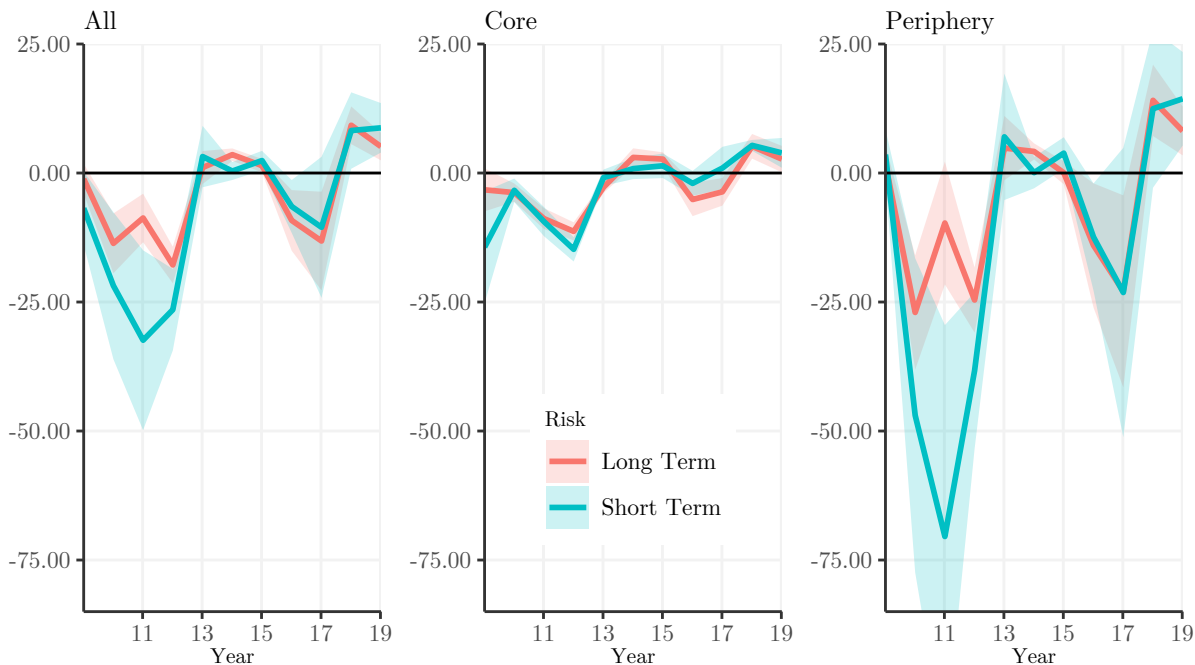 All
25.00
0.00
-25.00
-50.00
-75.00
11 13 15 17 19
Year
Core
25.00
0.00
-25.00
-50.00
-75.00
Risk
Long Term
Short Term
11 13 15 17 19
Year
Periphery
25.00
0.00
-25.00
-50.00
-75.00
11 13 15 17 19
Year